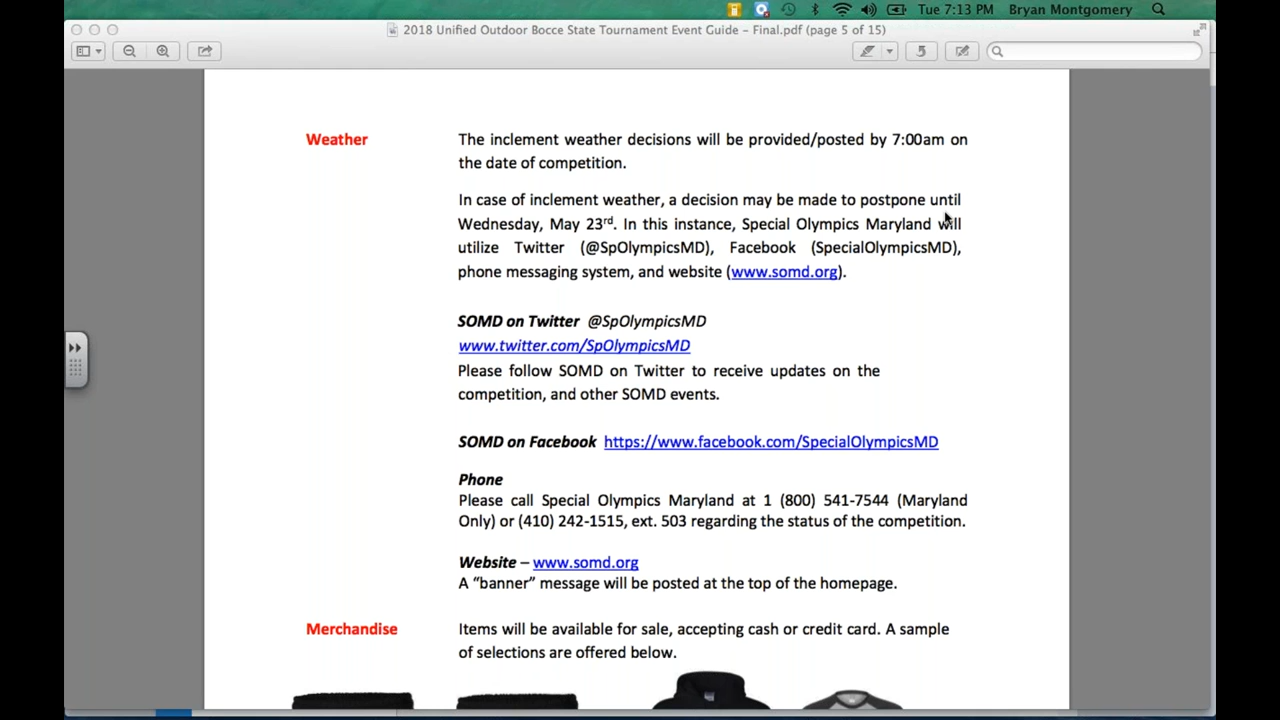 Tue 7:13 PM Bryan Montgomery
2018 Unified Outdoor Bocce State Tournament Event Guide – Final.pdf (page 5 of 15)
Weather
The inclement weather decisions will be provided/posted by 7:00am on
the date of competition.
In case of inclement weather, a decision may be made to postpone until
Wednesday, May 23rd. In this instance, Special Olympics Maryland will
utilize Twitter (@SpOlympicsMD), Facebook (SpecialOlympicsMD),
phone messaging system, and website (www.somd.org).
SOMD on Twitter @SpOlympicsMD
www.twitter.com/SpOlympicsMD
Please follow SOMD on Twitter to receive updates on the
competition, and other SOMD events.
SOMD on Facebook https://www.facebook.com/SpecialOlympicsMD
Phone
Please call Special Olympics Maryland at 1 (800) 541-7544 (Maryland
Only) or (410) 242-1515, ext. 503 regarding the status of the competition.
Website – www.somd.org
A “banner” message will be posted at the top of the homepage.
Merchandise
Items will be available for sale, accepting cash or credit card. A sample
of selections are offered below.